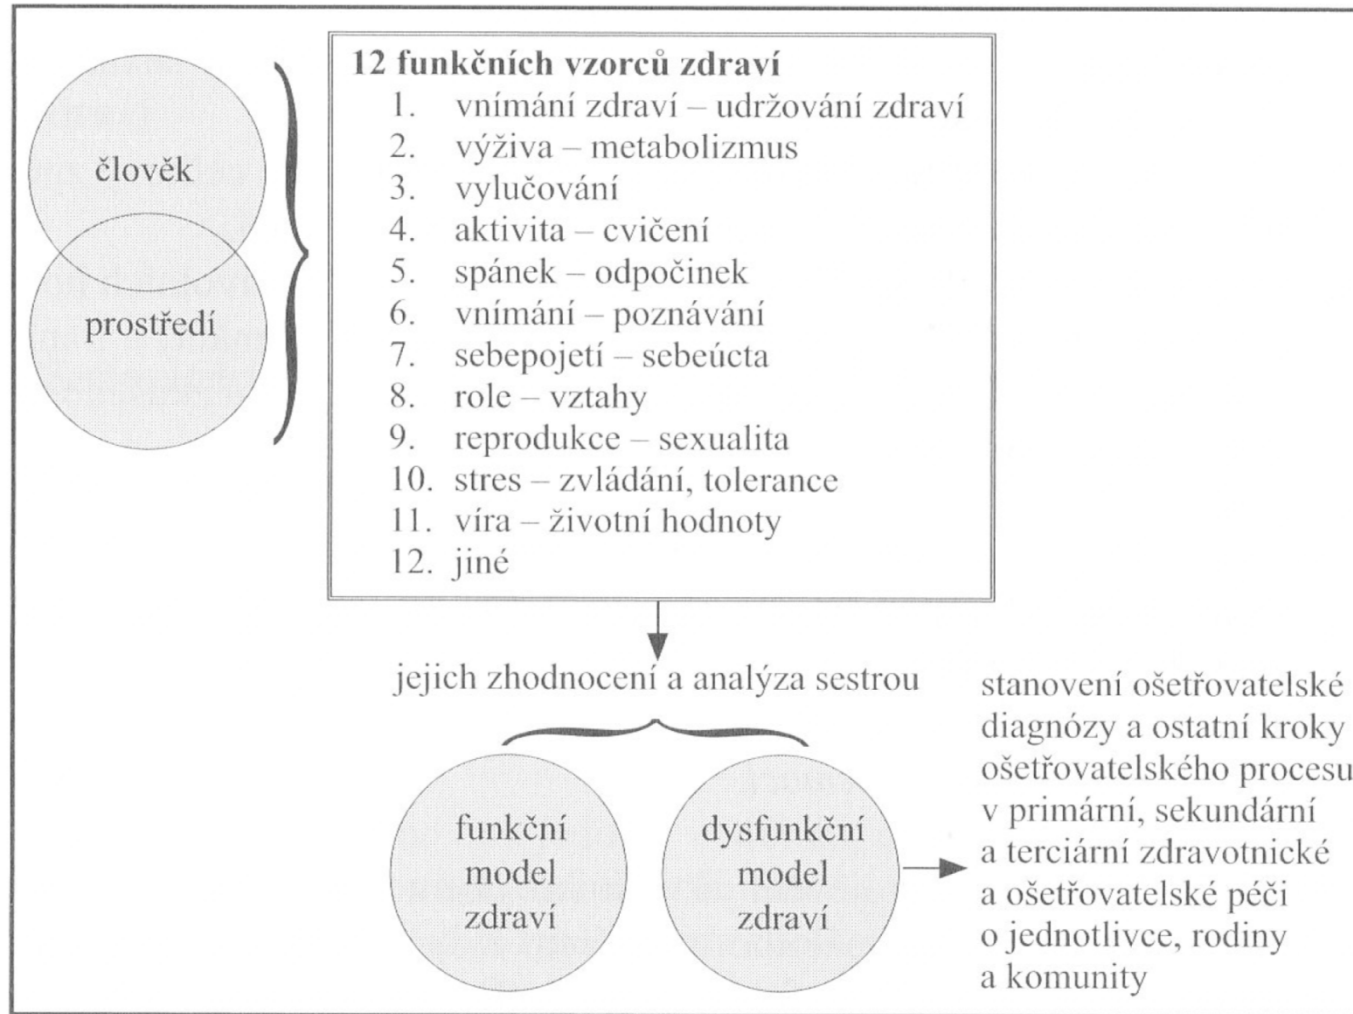 člověk
prostředí
12 funkčních vzorců zdraví
1. vnímání zdraví – udržování zdraví
2. výživa – metabolizmus
3. vylučování
4. aktivita – cvičení
5. spánek – odpočinek
6. vnímání – poznávání
7. sebepojetí – sebeúcta
8. role – vztahy
9. reprodukce – sexualita
10. stres – zvládání, tolerance
11. víra – životní hodnoty
12. jiné
jejich zhodnocení a analýza sestrou
funkční
model
zdraví
dysfunkční
model
zdraví
stanovení ošetřovatelské
diagnózy a ostatní kroky
ošetřovatelského procesu
v primární, sekundární
a terciární zdravotnické
a ošetřovatelské péči
o jednotlivce, rodiny
a komunity